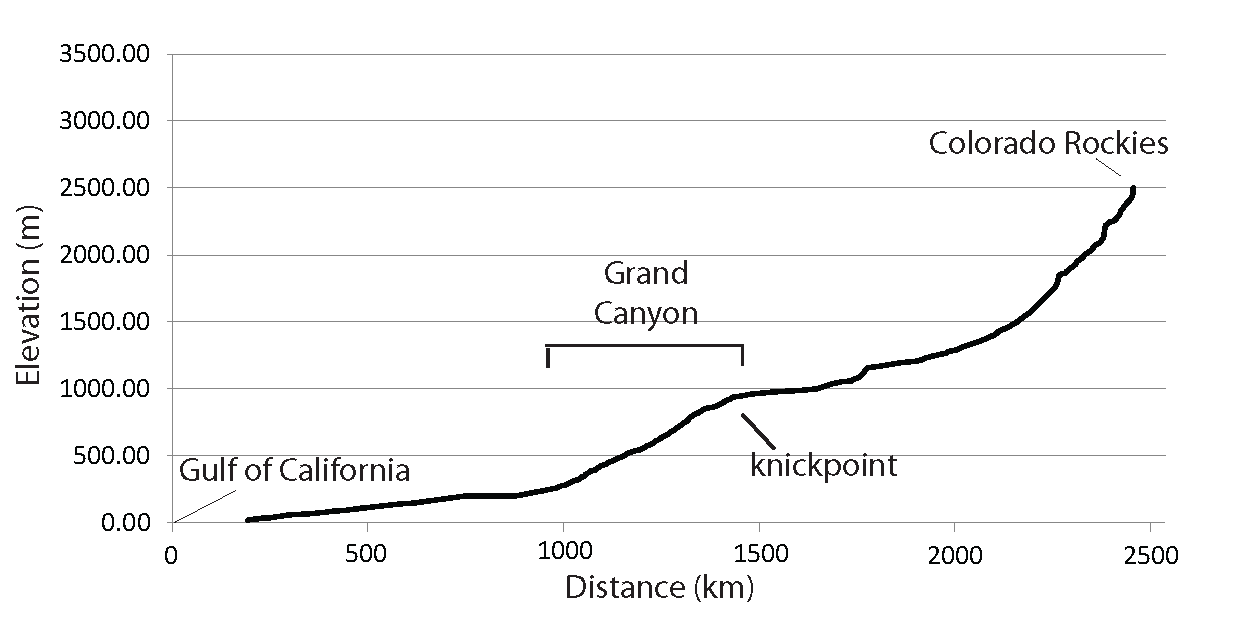 3500.00
3000.00
Colorado Rockies
2500.00
2000.00
Grand
Canyon
1500.00
Elevation (m)
1000.00
500.00
knickpoint
Gulf of California
0.00
0 500 1000 1500 2000 2500
Distance (km)